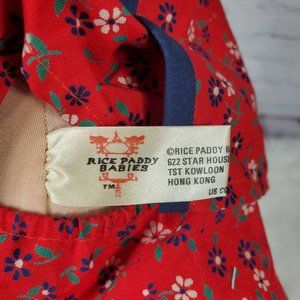 RICE PADDY
BABIES
TM
©RICE PADDY
622 STAR HOUSE
TST KOWLOON
HONG KONG
US